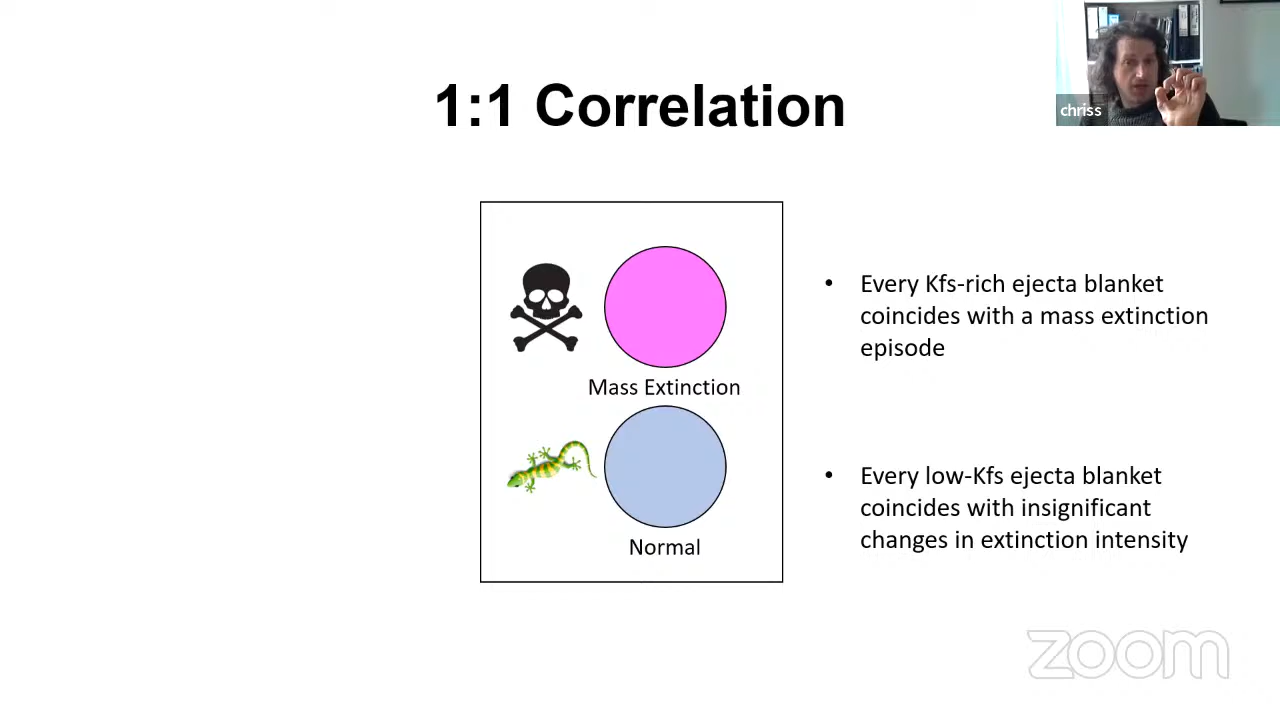 chriss
1:1 Correlation
Mass Extinction
Normal
• Every Kfs-rich ejecta blanket
coincides with a mass extinction
episode
• Every low-Kfs ejecta blanket
coincides with insignificant
changes in extinction intensity
zoom